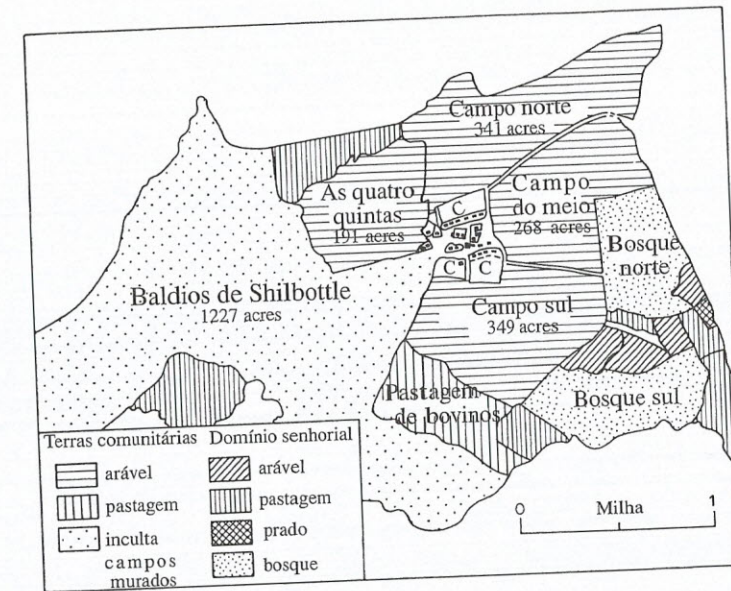 Campo norte
341 acres
As quatro
quintas
191 acres
Campo
do meio
268 acres
Bosque
norte
C
C
C
Baldios de Shilbottle
1227 acres
Campo sul
349 acres
Pastagem
de bovinos
Bosque sul
Terras comunitárias
arável
pastagem
inculta
campos
murados
Domínio senhorial
arável
pastagem
prado
bosque
0 Milha 1